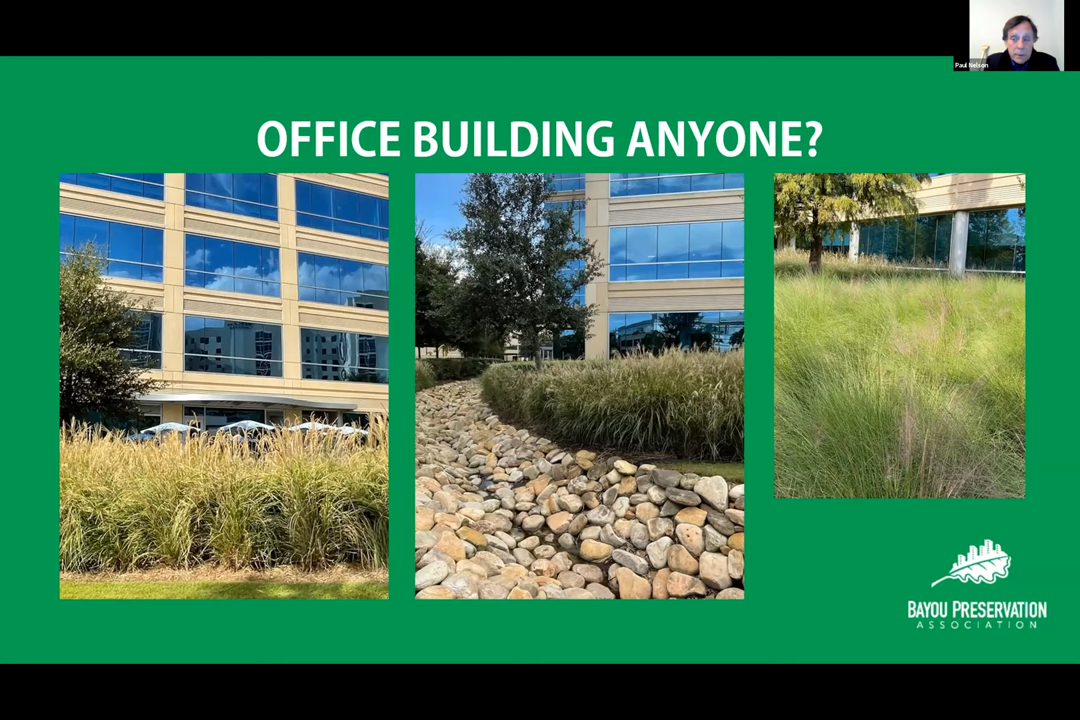 Paul Nelson
OFFICE BUILDING ANYONE?
BAYOU PRESERVATION
ASSOCIATION